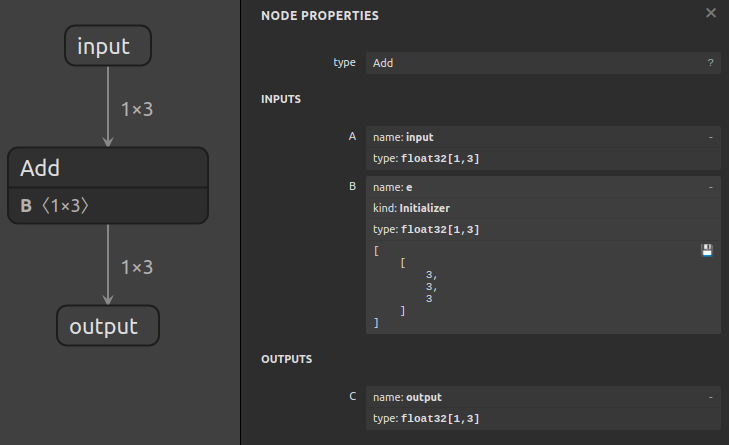 input
1×3
Add
B 〈1×3〉
1×3
output
NODE PROPERTIES
×
type
Add
?
INPUTS
A
name: input
-
type: float32[1,3]
B
name: e
-
kind: Initializer
type: float32[1,3]
[
[
3,
3,
3
]
]
OUTPUTS
C
name: output
-
type: float32[1,3]